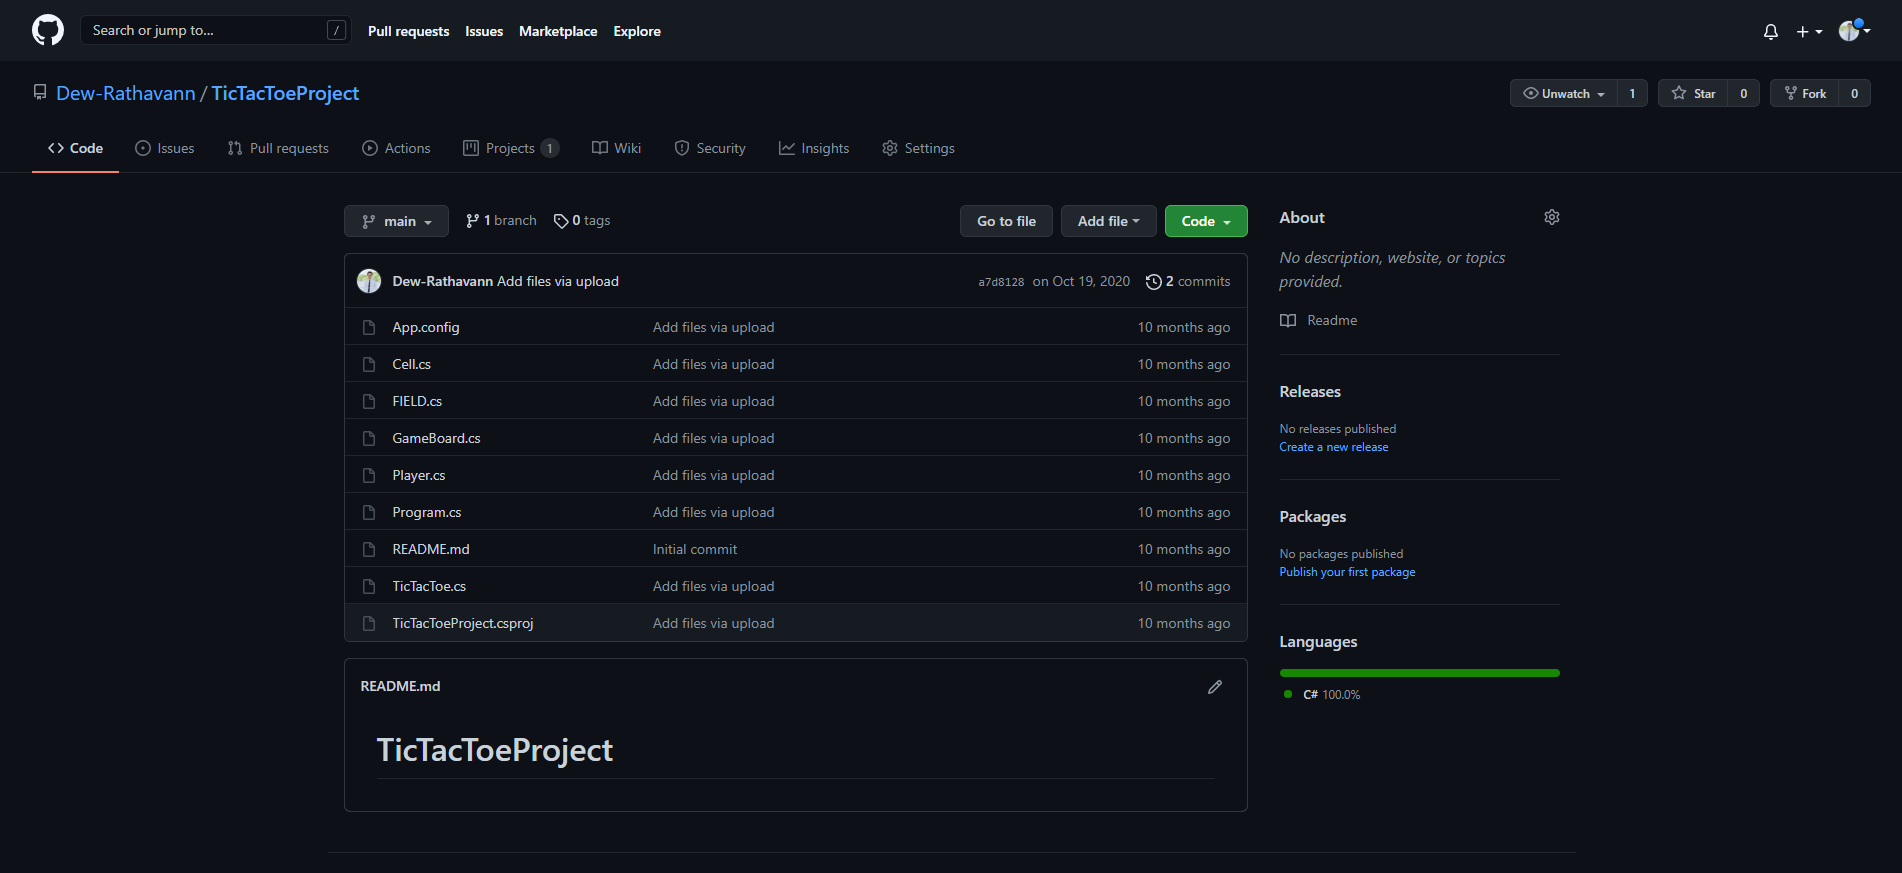 Search or jump to... /
Pull requests Issues Marketplace Explore
Dew-Rathavann / TicTacToeProject
Unwatch 1 Star 0 Fork 0
Code Issues Pull requests Actions Projects 1 Wiki Security Insights Settings
main 1 branch 0 tags Go to file Add file Code
Dew-Rathavann Add files via upload a7d8128 on Oct 19, 2020 2 commits
App.config Add files via upload 10 months ago
Cell.cs Add files via upload 10 months ago
FIELD.cs Add files via upload 10 months ago
GameBoard.cs Add files via upload 10 months ago
Player.cs Add files via upload 10 months ago
Program.cs Add files via upload 10 months ago
README.md Initial commit 10 months ago
TicTacToe.cs Add files via upload 10 months ago
TicTacToeProject.csproj Add files via upload 10 months ago
README.md
TicTacToeProject
About
No description, website, or topics
provided.
Readme
Releases
No releases published
Create a new release
Packages
No packages published
Publish your first package
Languages
C# 100.0%